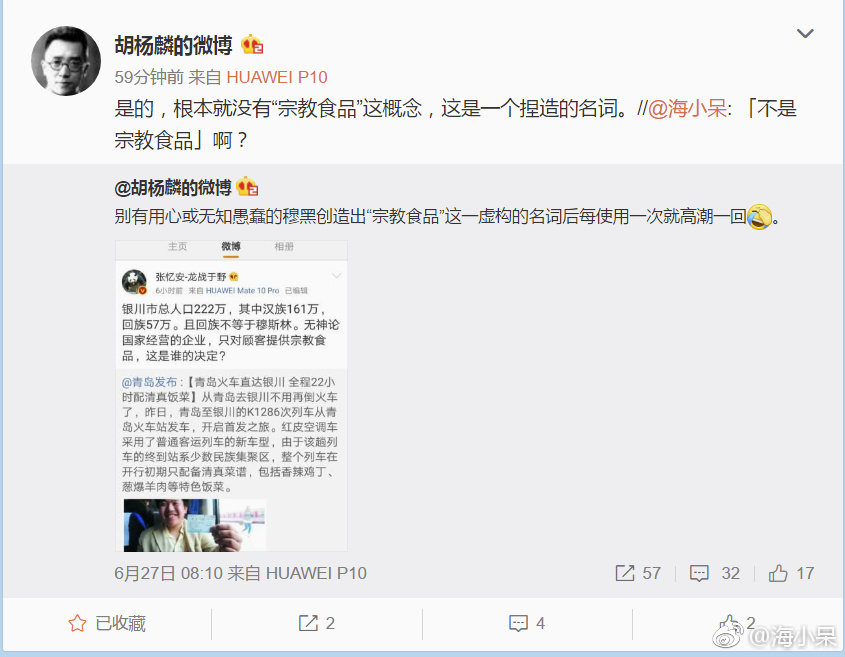 胡杨麟的微博
59分钟前 来自 HUAWEI P10
是的，根本就没有“宗教食品”这概念，这是一个捏造的名词。//@海小呆:「不是
宗教食品」啊？
@胡杨麟的微博
别有用心或无知愚蠢的穆黑创造出“宗教食品”这一虚构的名词后每使用一次就高潮一回。
主页 微博 相册
张忆安-龙战于野
6小时前 来自 HUAWEI Mate 10 Pro 已编辑
银川市总人口222万，其中汉族161万，
回族57万。且回族不等于穆斯林。无神论
国家经营的企业，只对顾客提供宗教食
品，这是谁的决定？
@青岛发布：【青岛火车直达银川 全程22小
时配清真饭菜】从青岛去银川不用再倒火车
了，昨日，青岛至银川的K1286次列车从青
岛火车站发车，开启首发之旅。红皮空调车
采用了普通客运列车的新车型，由于该趟列
车的终到站系少数民族集聚区，整个列车在
开行初期只配备清真菜谱，包括香辣鸡丁、
葱爆羊肉等特色饭菜。
6月27日 08:10 来自 HUAWEI P10
57 32 17
已收藏 2 4 2
@海小呆